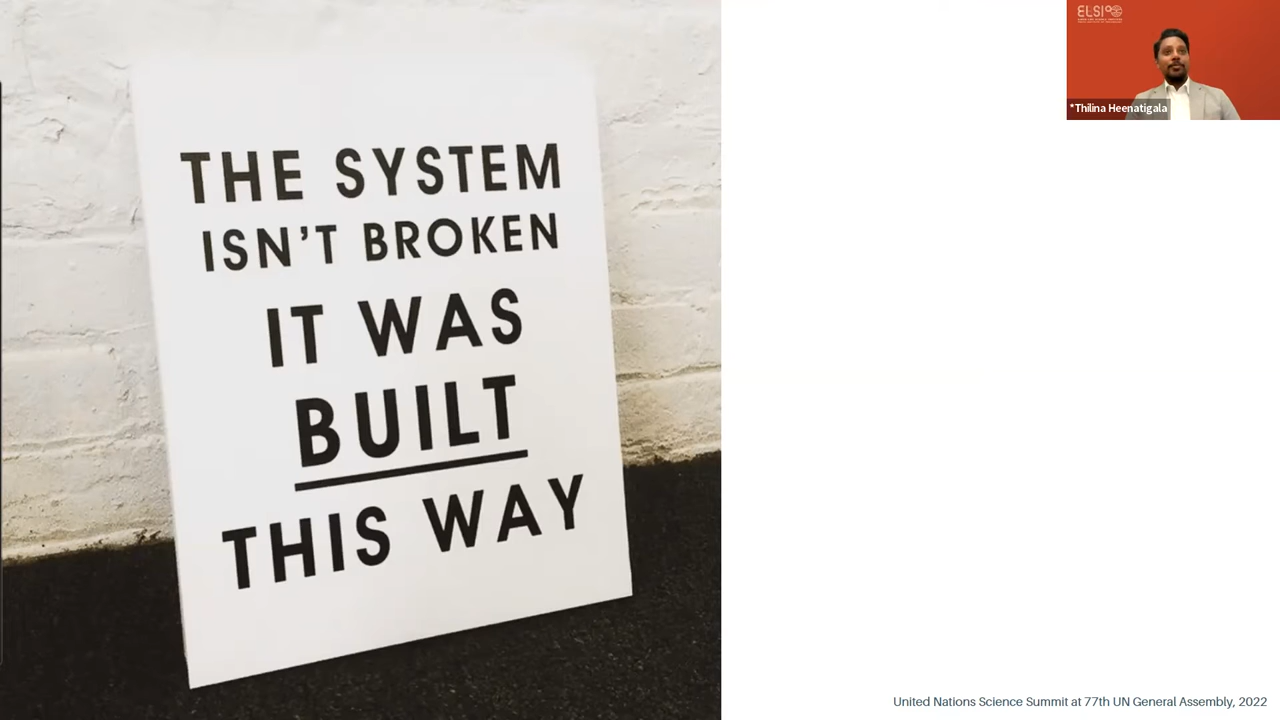 THE SYSTEM
ISN'T BROKEN
IT WAS
BUILT
THIS WAY
ELSI
*Thilina Heenatigala
United Nations Science Summit at 77th UN General Assembly, 2022